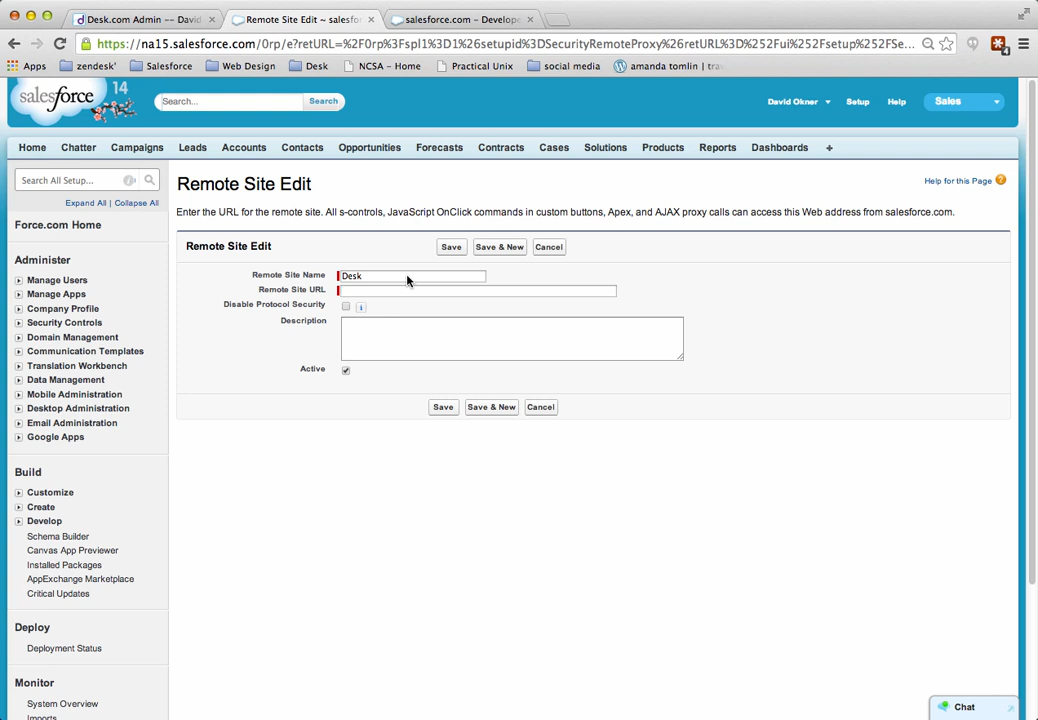 Desk.com Admin -- David
Remote Site Edit ~ salesfor
salesforce.com - Develope
https://na15.salesforce.com/0rp/e?retURL=%2F0rp%3Fspl1%3D1%26setupid%3DSecurityRemoteProxy%26retURL%3D%252Fui%252Fsetup%252FSe...
Apps
zendesk'
Salesforce
Web Design
Desk
NCSA - Home
Practical Unix
social media
amanda tomlin | tra
salesforce
14
Search...
Search
David Okner
Setup
Help
Sales
Home
Chatter
Campaigns
Leads
Accounts
Contacts
Opportunities
Forecasts
Contracts
Cases
Solutions
Products
Reports
Dashboards
+
Search All Setup...
Expand All | Collapse All
Force.com Home
Administer
Manage Users
Manage Apps
Company Profile
Security Controls
Domain Management
Communication Templates
Translation Workbench
Data Management
Mobile Administration
Desktop Administration
Email Administration
Google Apps
Build
Customize
Create
Develop
Schema Builder
Canvas App Previewer
Installed Packages
AppExchange Marketplace
Critical Updates
Deploy
Deployment Status
Monitor
System Overview
Imports
Remote Site Edit
Help for this Page ?
Enter the URL for the remote site. All s-controls, JavaScript OnClick commands in custom buttons, Apex, and AJAX proxy calls can access this Web address from salesforce.com.
Remote Site Edit
Save
Save & New
Cancel
Remote Site Name
Desk
Remote Site URL
Disable Protocol Security
i
Description
Active
Save
Save & New
Cancel
Chat